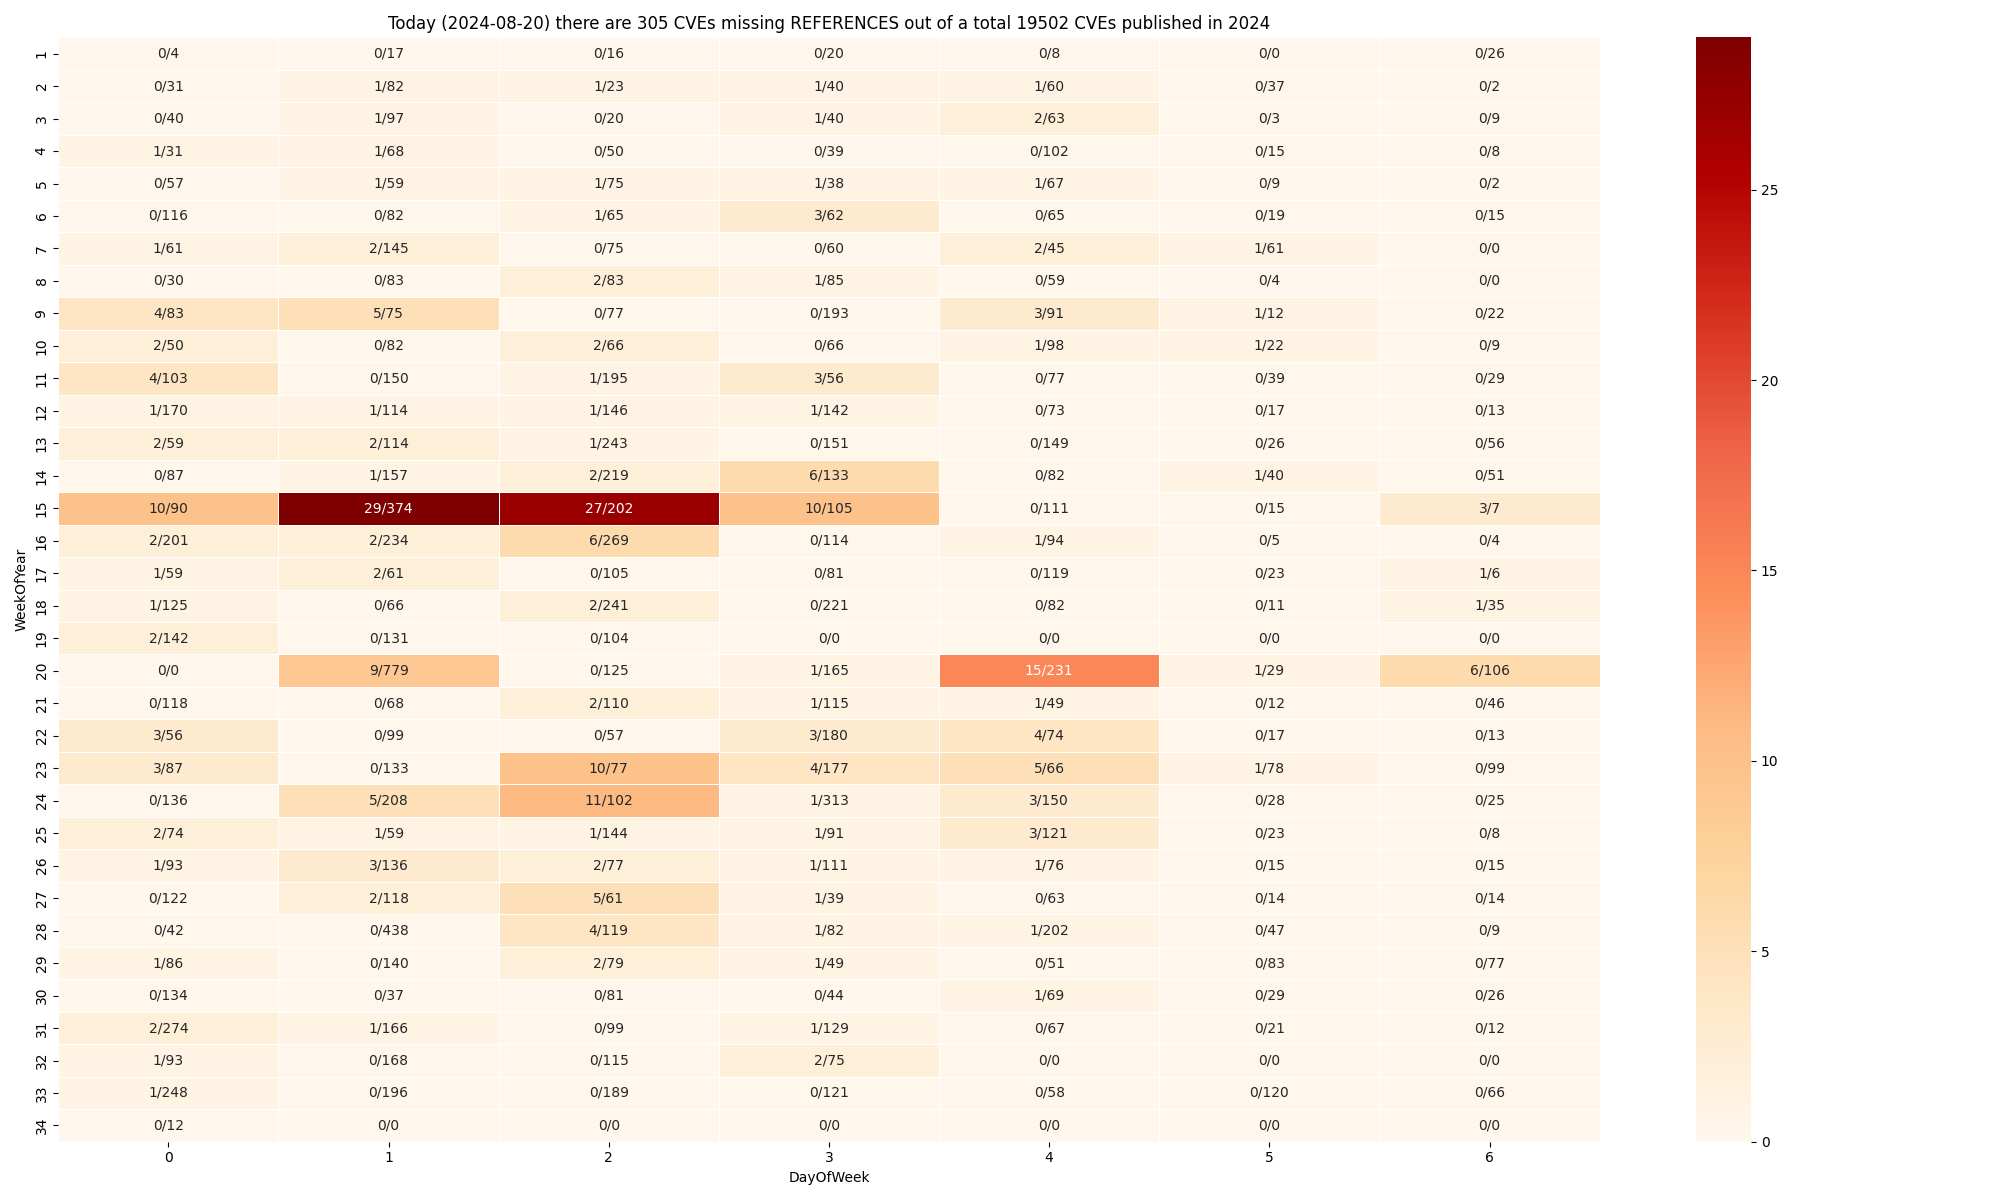 Today (2024-08-20) there are 305 CVEs missing REFERENCES out of a total 19502 CVEs published in 2024
1 0/4 0/17 0/16 0/20 0/8 0/0 0/26
2 0/31 1/82 1/23 1/40 1/60 0/37 0/2
3 0/40 1/97 0/20 1/40 2/63 0/3 0/9
4 1/31 1/68 0/50 0/39 0/102 0/15 0/8
5 0/57 1/59 1/75 1/38 1/67 0/9 0/2
6 0/116 0/82 1/65 3/62 0/65 0/19 0/15
7 1/61 2/145 0/75 0/60 2/45 1/61 0/0
8 0/30 0/83 2/83 1/85 0/59 0/4 0/0
9 4/83 5/75 0/77 0/193 3/91 1/12 0/22
10 2/50 0/82 2/66 0/66 1/98 1/22 0/9
11 4/103 0/150 1/195 3/56 0/77 0/39 0/29
12 1/170 1/114 1/146 1/142 0/73 0/17 0/13
13 2/59 2/114 1/243 0/151 0/149 0/26 0/56
14 0/87 1/157 2/219 6/133 0/82 1/40 0/51
15 10/90 29/374 27/202 10/105 0/111 0/15 3/7
16 2/201 2/234 6/269 0/114 1/94 0/5 0/4
17 1/59 2/61 0/105 0/81 0/119 0/23 1/6
18 1/125 0/66 2/241 0/221 0/82 0/11 1/35
19 2/142 0/131 0/104 0/0 0/0 0/0 0/0
20 0/0 9/779 0/125 1/165 15/231 1/29 6/106
21 0/118 0/68 2/110 1/115 1/49 0/12 0/46
22 3/56 0/99 0/57 3/180 4/74 0/17 0/13
23 3/87 0/133 10/77 4/177 5/66 1/78 0/99
24 0/136 5/208 11/102 1/313 3/150 0/28 0/25
25 2/74 1/59 1/144 1/91 3/121 0/23 0/8
26 1/93 3/136 2/77 1/111 1/76 0/15 0/15
27 0/122 2/118 5/61 1/39 0/63 0/14 0/14
28 0/42 0/438 4/119 1/82 1/202 0/47 0/9
29 1/86 0/140 2/79 1/49 0/51 0/83 0/77
30 0/134 0/37 0/81 0/44 1/69 0/29 0/26
31 2/274 1/166 0/99 1/129 0/67 0/21 0/12
32 1/93 0/168 0/115 2/75 0/0 0/0 0/0
33 1/248 0/196 0/189 0/121 0/58 0/120 0/66
34 0/12 0/0 0/0 0/0 0/0 0/0 0/0
0 1 2 3 4 5 6
DayOfWeek
WeekOfYear
25
20
15
10
5
0